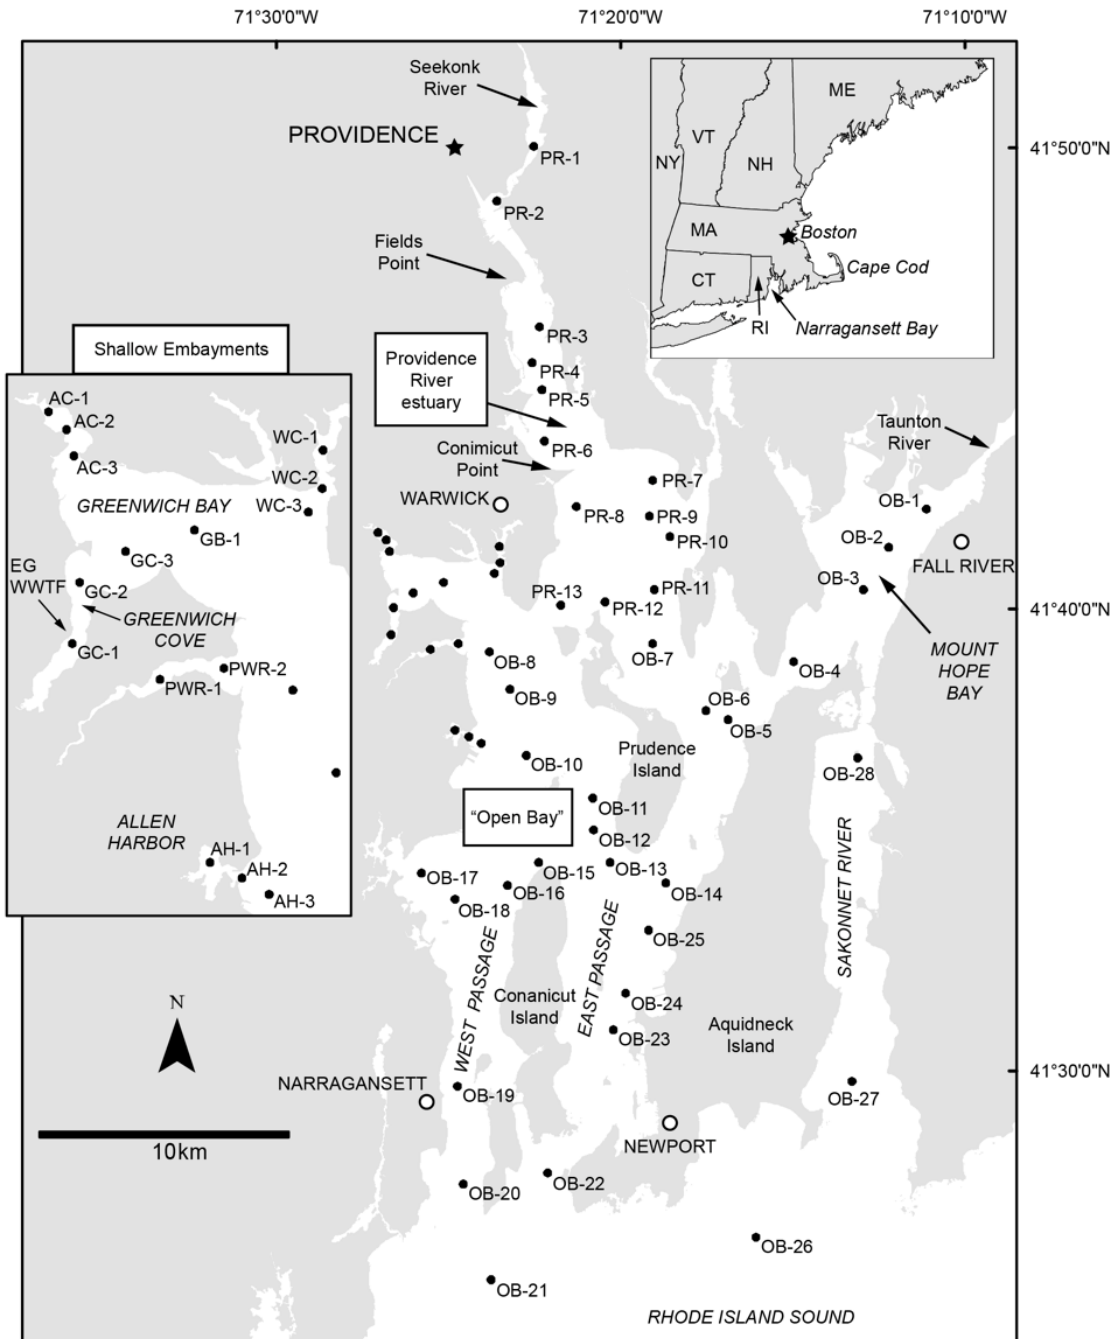 71°30'0"W
71°20'0"W
71°10'0"W
Seekonk
River
PROVIDENCE
PR-1
PR-2
Fields
Point
ME
VT
NY
NH
MA
Boston
CT
Cape Cod
RI
Narragansett Bay
41°50'0"N
PR-3
Shallow Embayments
Providence
River
estuary
PR-4
PR-5
PR-6
Conimicut
Point
WARWICK
PR-7
PR-8
PR-9
PR-10
Taunton
River
OB-1
OB-2
FALL RIVER
OB-3
MOUNT
HOPE
BAY
AC-1
AC-2
AC-3
WC-1
WC-2
WC-3
GREENWICH BAY
GB-1
GC-3
EG
WWTF
GC-2
GREENWICH
COVE
GC-1
PWR-2
PWR-1
ALLEN
HARBOR
AH-1
AH-2
AH-3
PR-11
PR-13
PR-12
41°40'0"N
OB-7
OB-8
OB-4
OB-9
OB-6
OB-5
Prudence
Island
OB-10
OB-28
"Open Bay"
OB-11
OB-12
OB-13
OB-15
OB-14
OB-17
OB-16
OB-18
OB-25
SAKONNET RIVER
WEST PASSAGE
EAST PASSAGE
Conanicut
Island
OB-24
OB-23
Aquidneck
Island
N
41°30'0"N
NARRAGANSETT
OB-19
OB-27
10km
NEWPORT
OB-20
OB-22
OB-26
OB-21
RHODE ISLAND SOUND